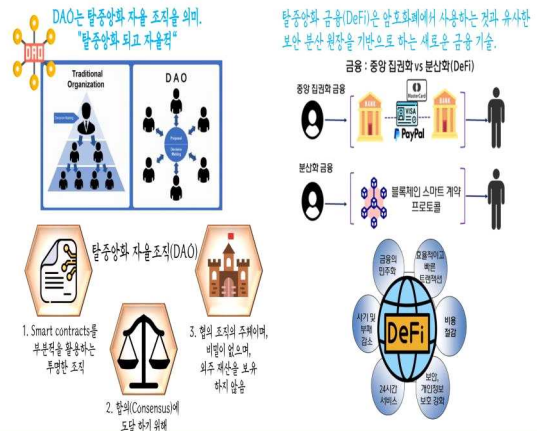 DAO는 탈중앙화 자율 조직을 의미.
"탈중앙화 되고 자율적"
DAO
Traditional
Organization
DAO
Proposal
Decision
Making
탈중앙화 자율조직(DAO)
1. Smart contracts를
부분적을 활용하는
투명한 조직
2. 합의(Consensus)에
도달 하기 위해
3. 협의 조직의 주체이며,
비밀이 없으며,
외주 재산을 보유
하지 않음
탈중앙화 금융(DeFi)은 암호화폐에서 사용하는 것과 유사한
보안 분산 원장을 기반으로 하는 새로운 금융 기술.
금융 : 중앙 집권화 vs 분산화(DeFi)
중앙 집권화 금융
BANK
MasterCard
VISA
PayPal
BANK
분산화 금융
블록체인 스마트 계약
프로토콜
금융의
민주화
효율적이고
빠른
트랜잭션
사기 및
부패
감소
DeFi
비용
절감
24시간
서비스
보안,
개인정보
보호 강화